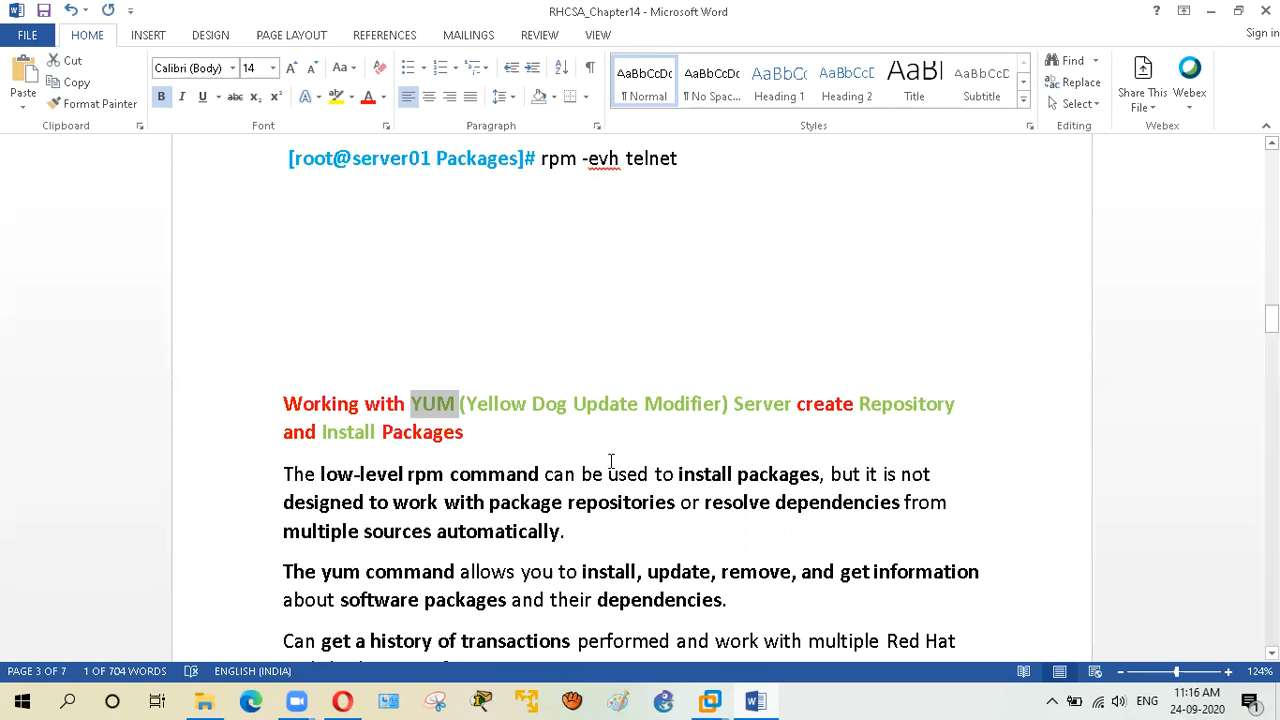 RHCSA_Chapter14 - Microsoft Word
? 
Sign in
FILE HOME INSERT DESIGN PAGE LAYOUT REFERENCES MAILINGS REVIEW VIEW
Paste
Cut
Copy
Format Painter
Clipboard
Calibri (Body) 14
Aa
B I U abc x₂ x²
A
Font
Paragraph
AaBbCcDc AaBbCcDc AaBbCc AaBbCcC AaBl AaBbCcD
¶ Normal ¶ No Spac... Heading 1 Heading 2 Title Subtitle
Styles
Find
Replace
Select
Editing
Share This File
Webex
Webex
[root@server01 Packages]# rpm -evh telnet
Working with YUM (Yellow Dog Update Modifier) Server create Repository
and Install Packages
The low-level rpm command can be used to install packages, but it is not
designed to work with package repositories or resolve dependencies from
multiple sources automatically.
The yum command allows you to install, update, remove, and get information
about software packages and their dependencies.
Can get a history of transactions performed and work with multiple Red Hat
PAGE 3 OF 7 1 OF 704 WORDS ENGLISH (INDIA) 124%
ENG 11:16 AM
24-09-2020